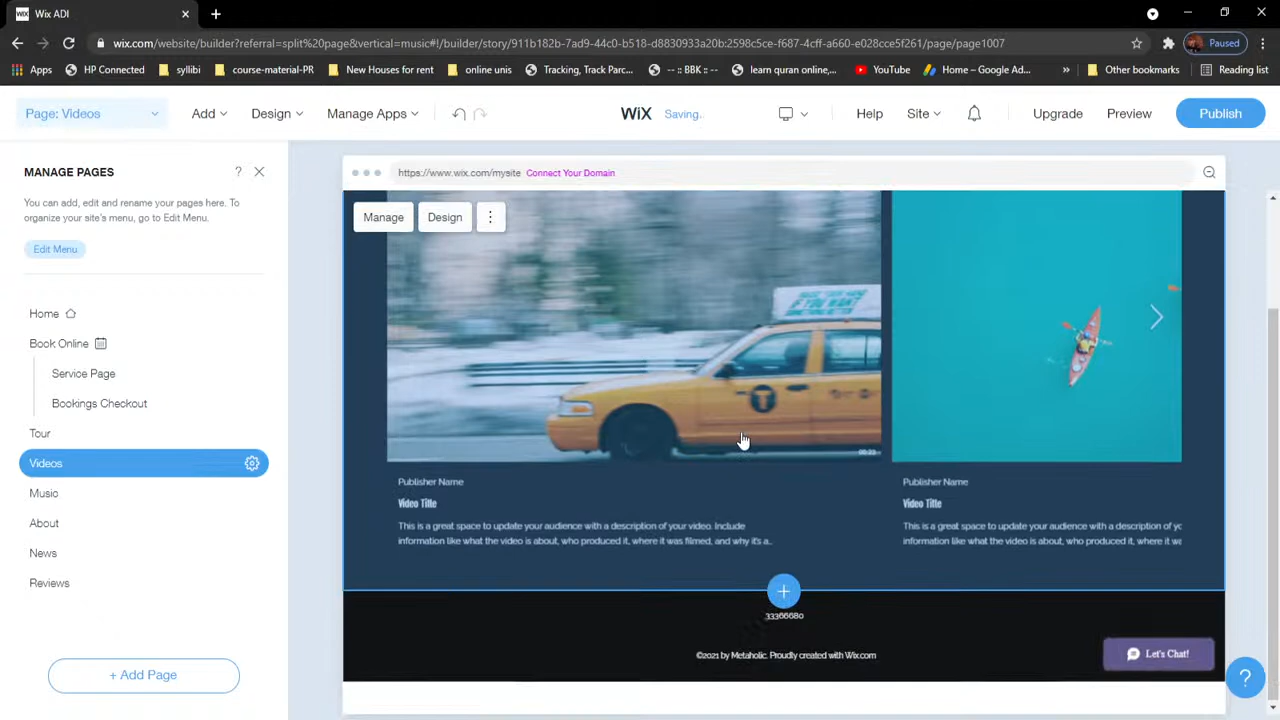 Wix ADI
wix.com/website/builder?referral=split%20page&vertical=music#!/builder/story/911b182b-7ad9-44c0-b518-d8830933a20b:2598c5ce-f687-4cff-a660-e028cce5f261/page/page1007
Paused
Apps HP Connected syllibi course-material-PR New Houses for rent online unis Tracking, Track Parc... -- :: BBK :: -- learn quran online,... YouTube Home – Google Ad... » Other bookmarks Reading list
Page: Videos Add Design Manage Apps WiX Saving.. Help Site Upgrade Preview Publish
MANAGE PAGES ?
You can add, edit and rename your pages here. To
organize your site's menu, go to Edit Menu.
Edit Menu
Home
Book Online
Service Page
Bookings Checkout
Tour
Videos
Music
About
News
Reviews
+ Add Page
https://www.wix.com/mysite Connect Your Domain
Manage Design
IF YOU WANT
T
Publisher Name
Video Title
This is a great space to update your audience with a description of your video. Include
information like what the video is about, who produced it, where it was filmed, and why it's a...
Publisher Name
Video Title
This is a great space to update your audience with a description of yc
information like what the video is about, who produced it, where it we
33366680
©2021 by Metaholic. Proudly created with Wix.com
Let's Chat!
?